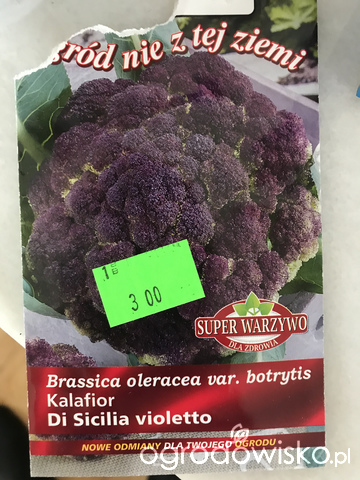 gród nie z tej ziemi
1
3 00
SUPER WARZYWO
DLA ZDROWIA
Brassica oleracea var. botrytis
Kalafior
Di Sicilia violetto
NOWE ODMIANY DLA TWOJEGO OGRODU
ogrodowisko.pl